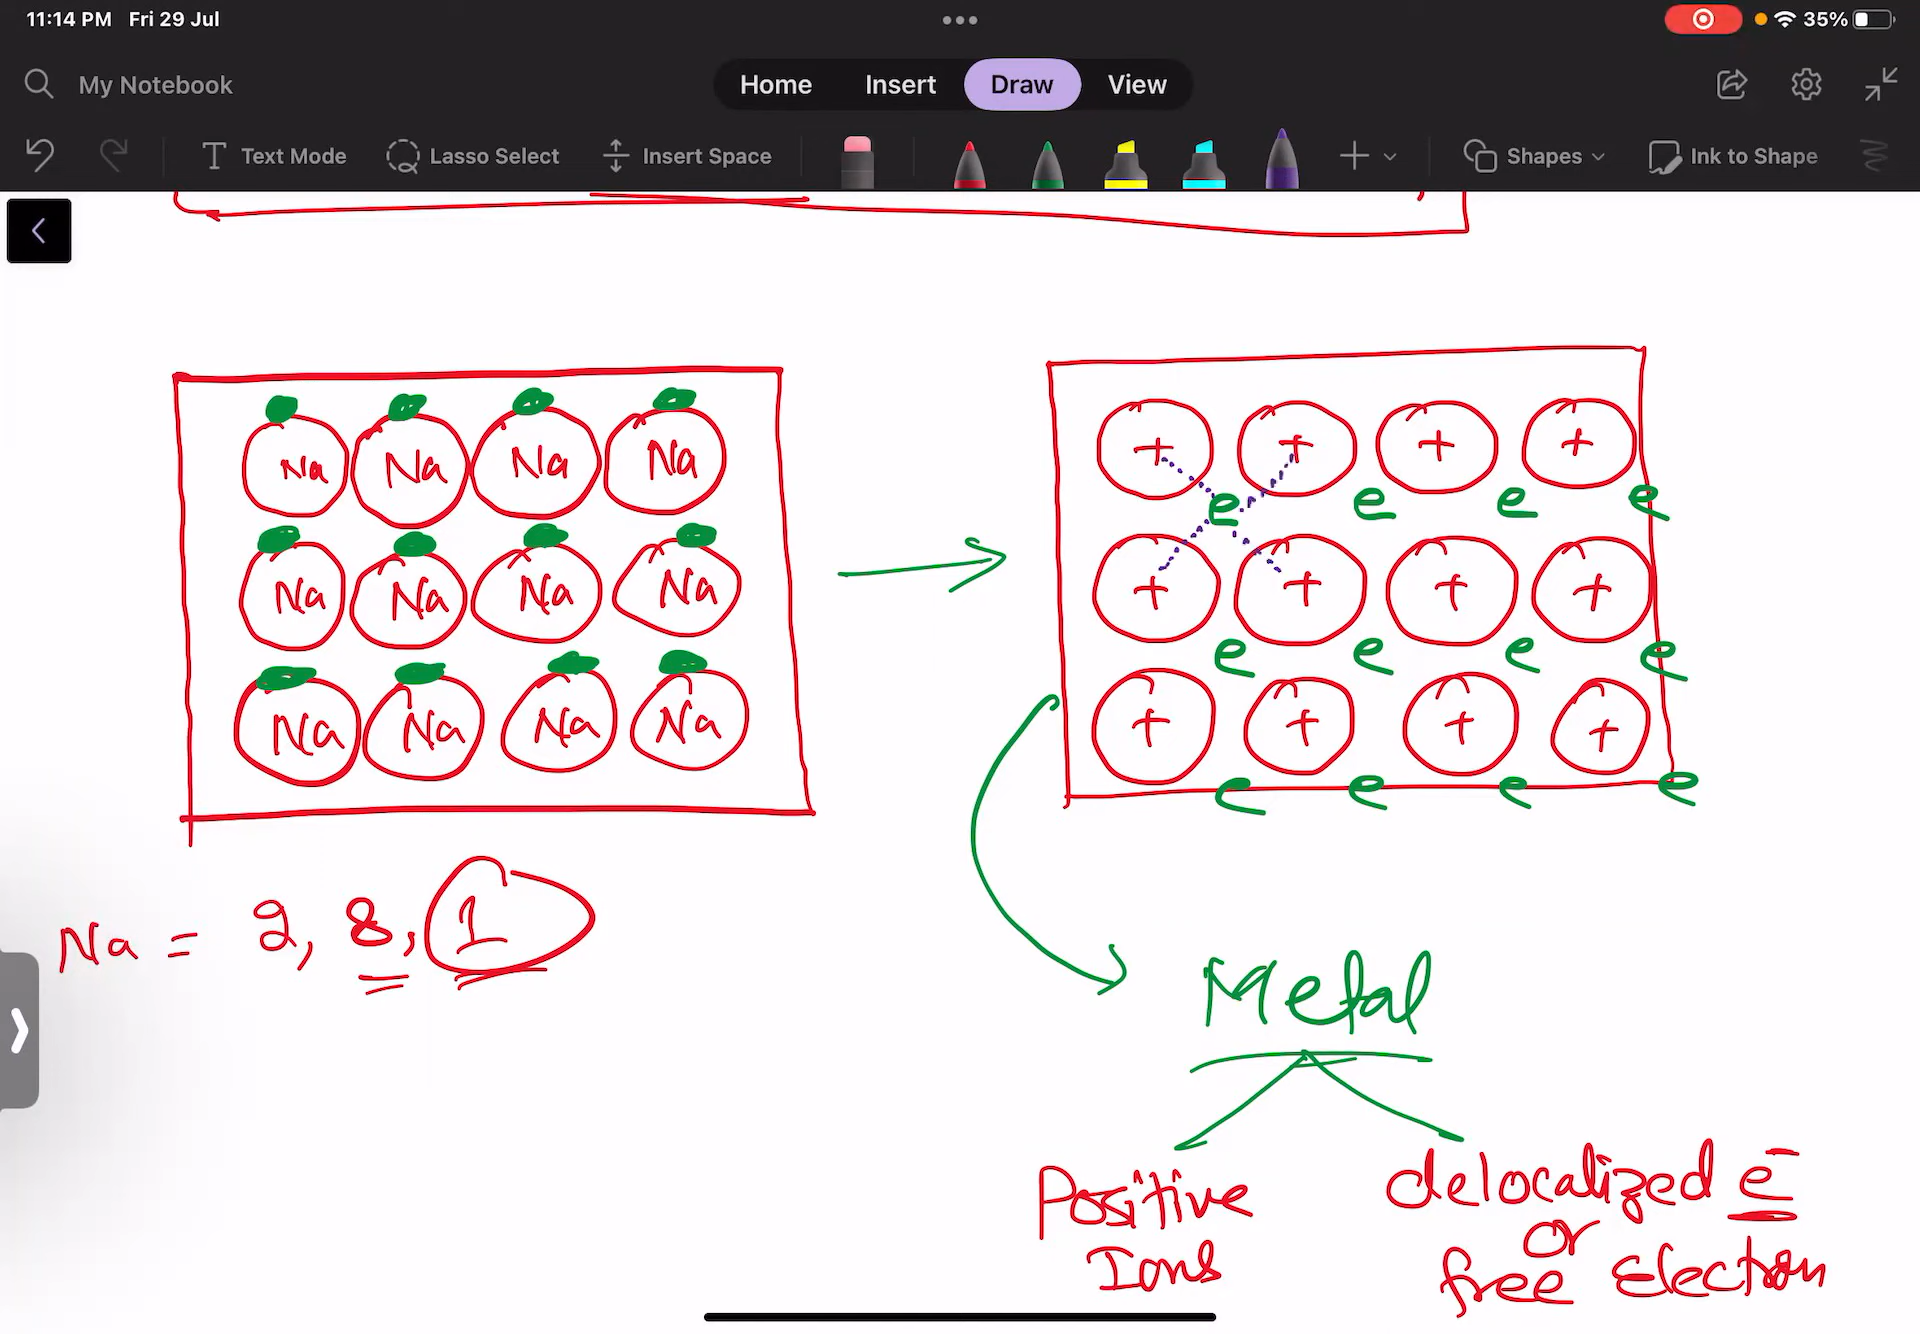 11:14 PM Fri 29 Jul
35%
My Notebook
Home Insert Draw View
Text Mode Lasso Select Insert Space Shapes Ink to Shape
Na Na Na Na
+ + + +
e e e e
Na Na Na Na
+ + + +
e e e e
Na Na Na Na
+ + + +
e e e e
Na = 2, 8, 1
Metal
Positive
Ions
delocalized e⁻
or
free Electron